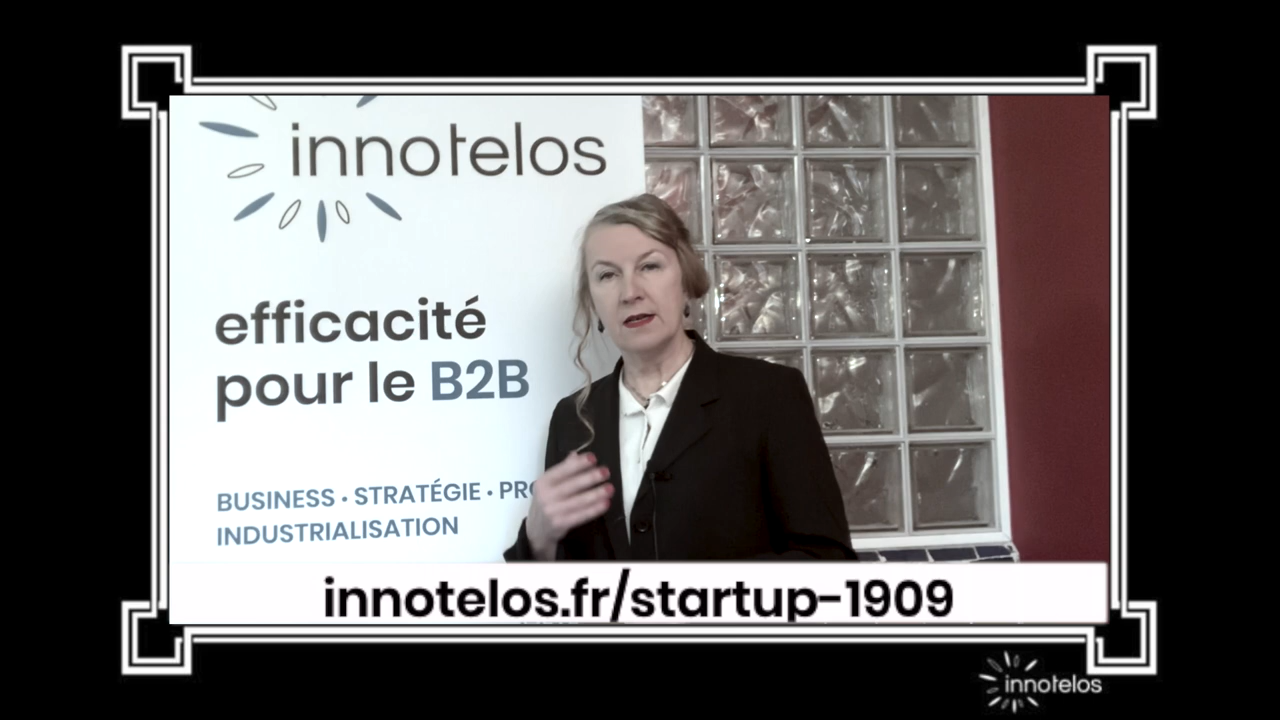 innotelos
efficacité
pour le B2B
BUSINESS • STRATÉGIE •
INDUSTRIALISATION
innotelos.fr/startup-1909
innotelos